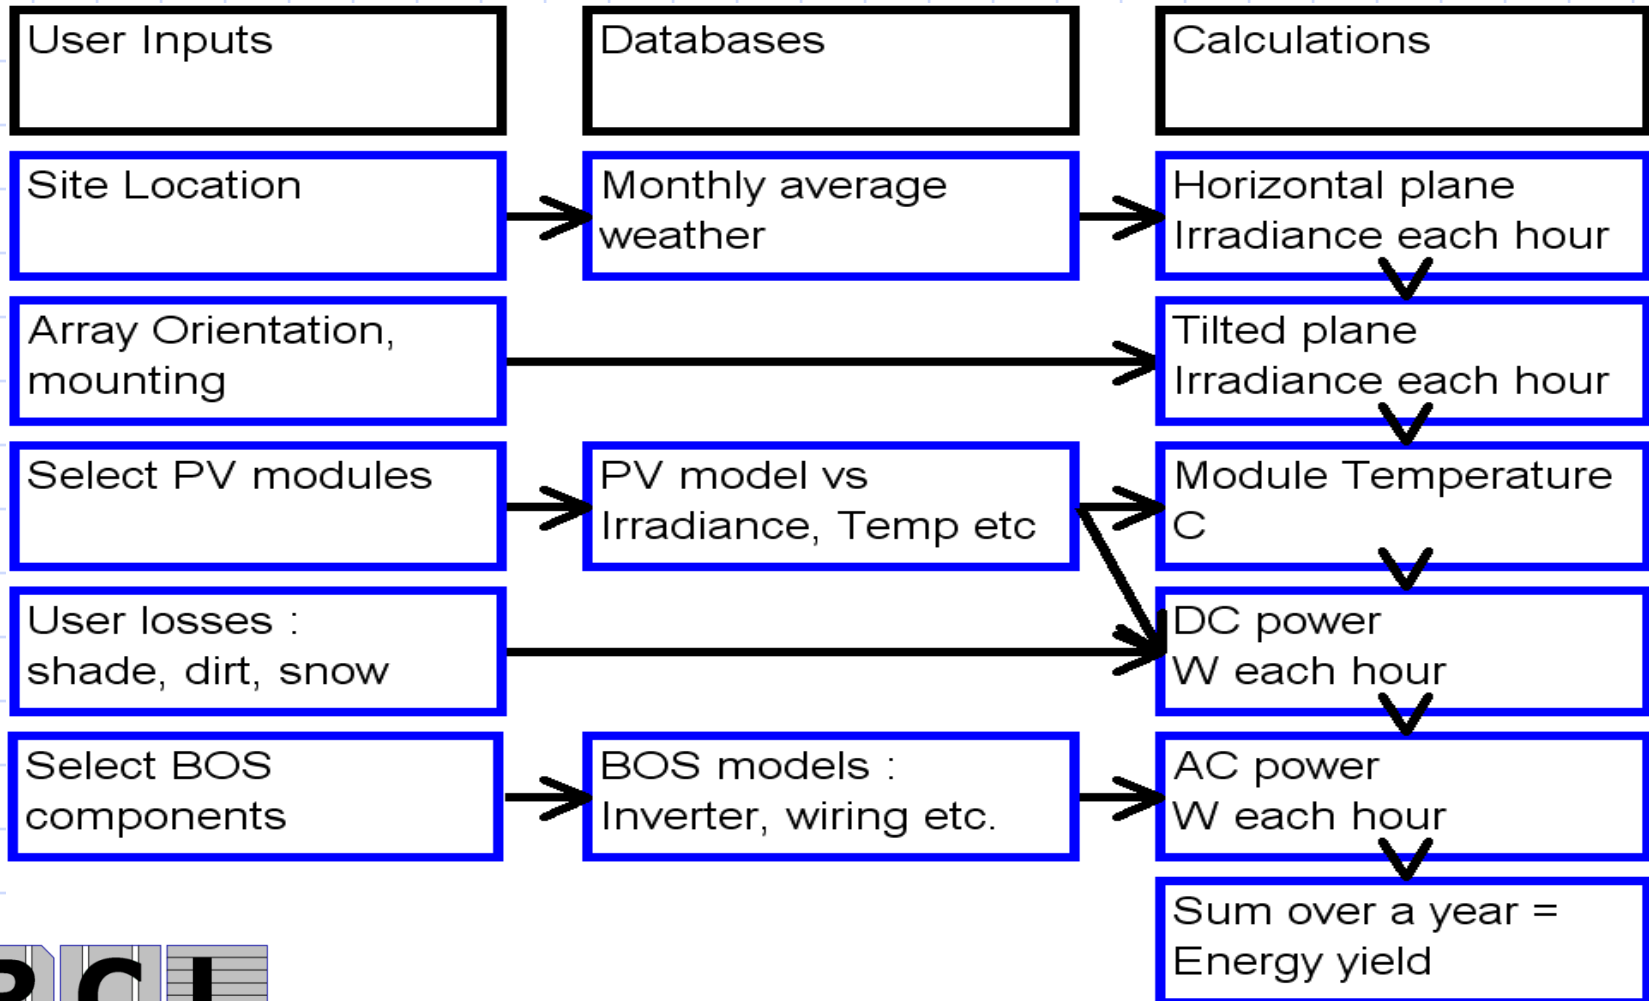 User Inputs
Databases
Calculations
Site Location
Monthly average
weather
Horizontal plane
Irradiance each hour
Array Orientation,
mounting
Tilted plane
Irradiance each hour
Select PV modules
PV model vs
Irradiance, Temp etc
Module Temperature
C
User losses :
shade, dirt, snow
DC power
W each hour
Select BOS
components
BOS models :
Inverter, wiring etc.
AC power
W each hour
Sum over a year =
Energy yield